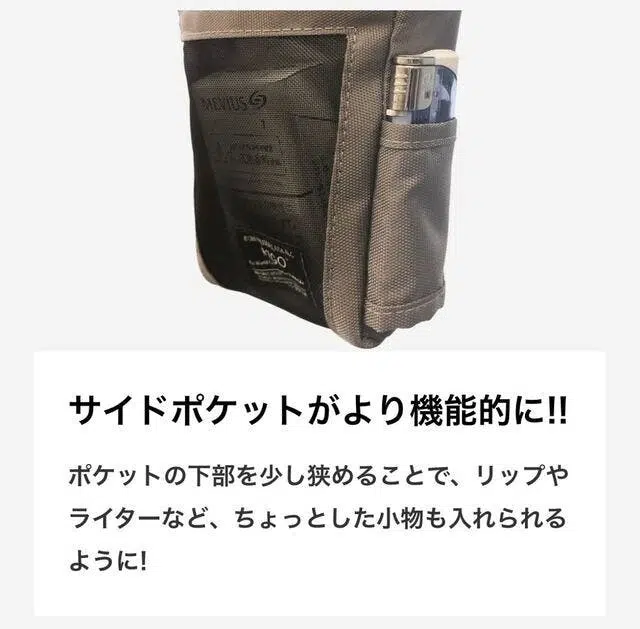 MEVIUS
サイドポケットがより機能的に!!
ポケットの下部を少し狭めることで、リップや
ライターなど、ちょっとした小物も入れられる
ように!